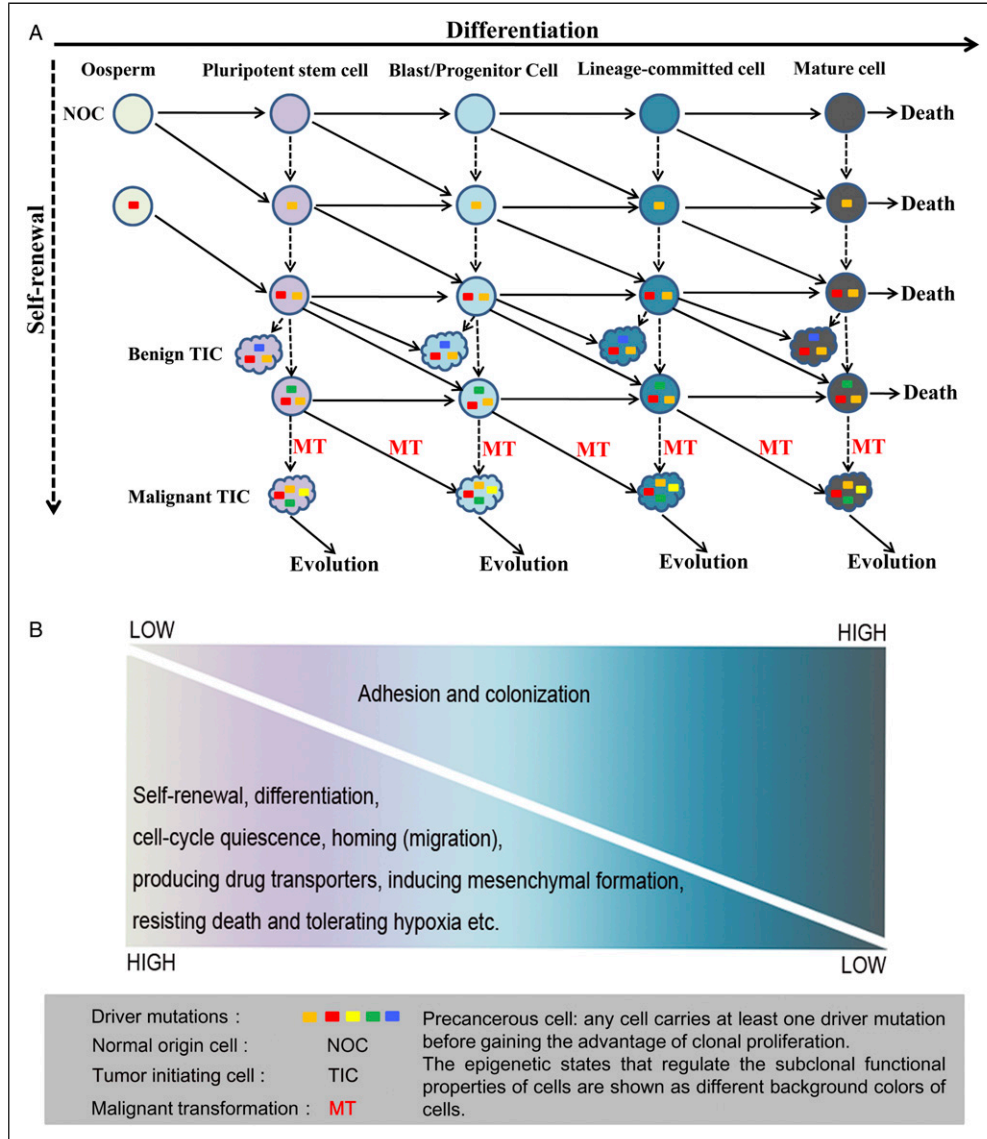 A
Differentiation
Self-renewal
Oosperm Pluripotent stem cell Blast/Progenitor Cell Lineage-committed cell Mature cell
NOC Death
Death
Death
Benign TIC
Death
MT MT MT MT MT MT MT MT
Malignant TIC
Evolution Evolution Evolution Evolution
B
LOW HIGH
Adhesion and colonization
Self-renewal, differentiation,
cell-cycle quiescence, homing (migration),
producing drug transporters, inducing mesenchymal formation,
resisting death and tolerating hypoxia etc.
HIGH LOW
Driver mutations :
Normal origin cell : NOC
Tumor initiating cell : TIC
Malignant transformation : MT
Precancerous cell: any cell carries at least one driver mutation
before gaining the advantage of clonal proliferation.
The epigenetic states that regulate the subclonal functional
properties of cells are shown as different background colors of
cells.